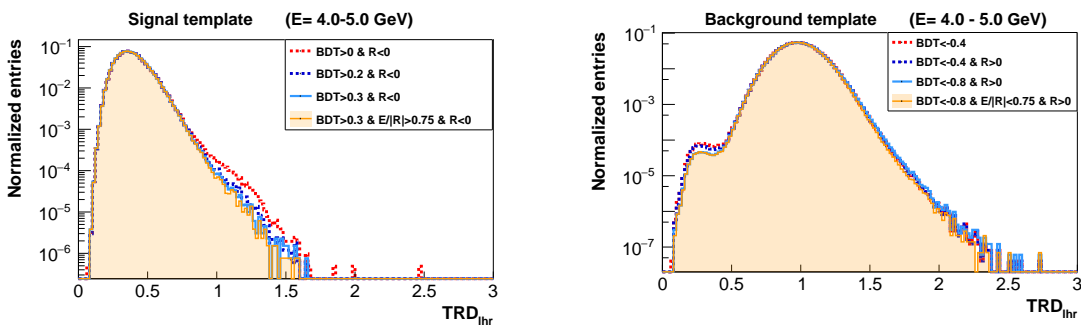 Signal template (E= 4.0-5.0 GeV)
Normalized entries
10⁻¹
10⁻²
10⁻³
10⁻⁴
10⁻⁵
10⁻⁶
BDT>0 & R<0
BDT>0.2 & R<0
BDT>0.3 & R<0
BDT>0.3 & E/|R|>0.75 & R<0
0 0.5 1 1.5 2 2.5 3
TRD_lhr
Background template (E= 4.0 - 5.0 GeV)
Normalized entries
10⁻¹
10⁻³
10⁻⁵
10⁻⁷
BDT<-0.4
BDT<-0.4 & R>0
BDT<-0.8 & R>0
BDT<-0.8 & E/|R|<0.75 & R>0
0 0.5 1 1.5 2 2.5 3
TRD_lhr